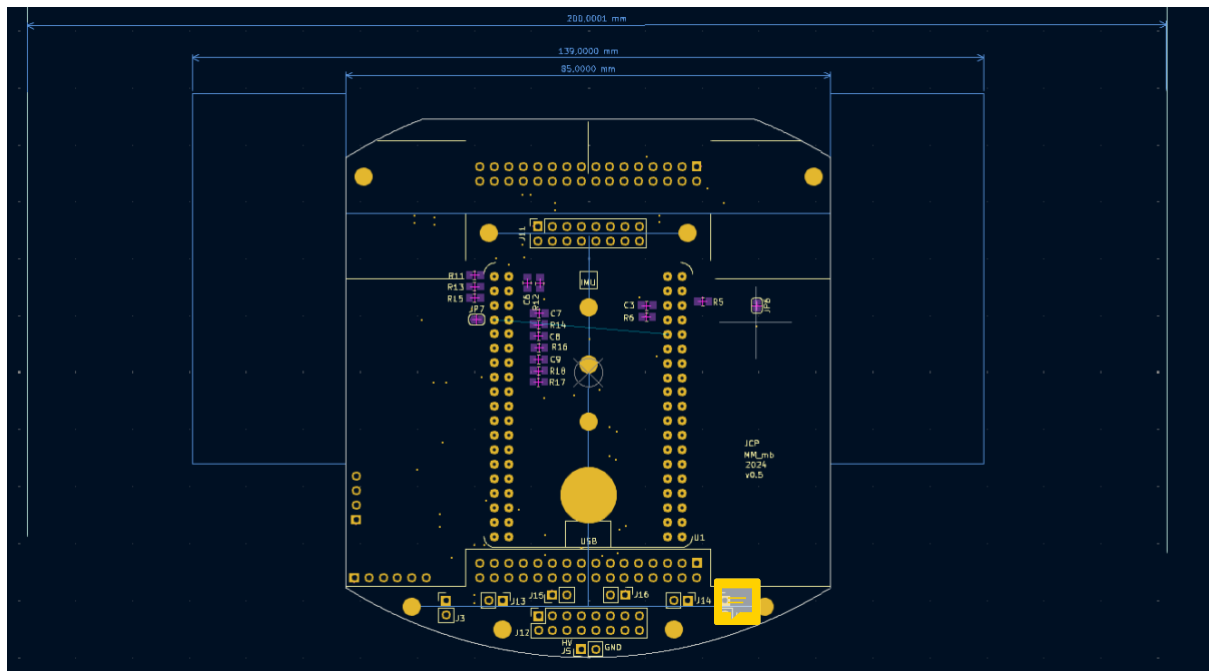 200,0001 mm
139,0000 mm
85,0000 mm
J11
R11
R13
R15
JP7
C6
R12
IMU
C7
R14
C8
R16
C9
R18
R17
C3
R6
R5
JP8
JCP
NM_mb
2024
v0.5
USB
U1
J3
J13
J15
J16
J14
J12
HV
J5
GND